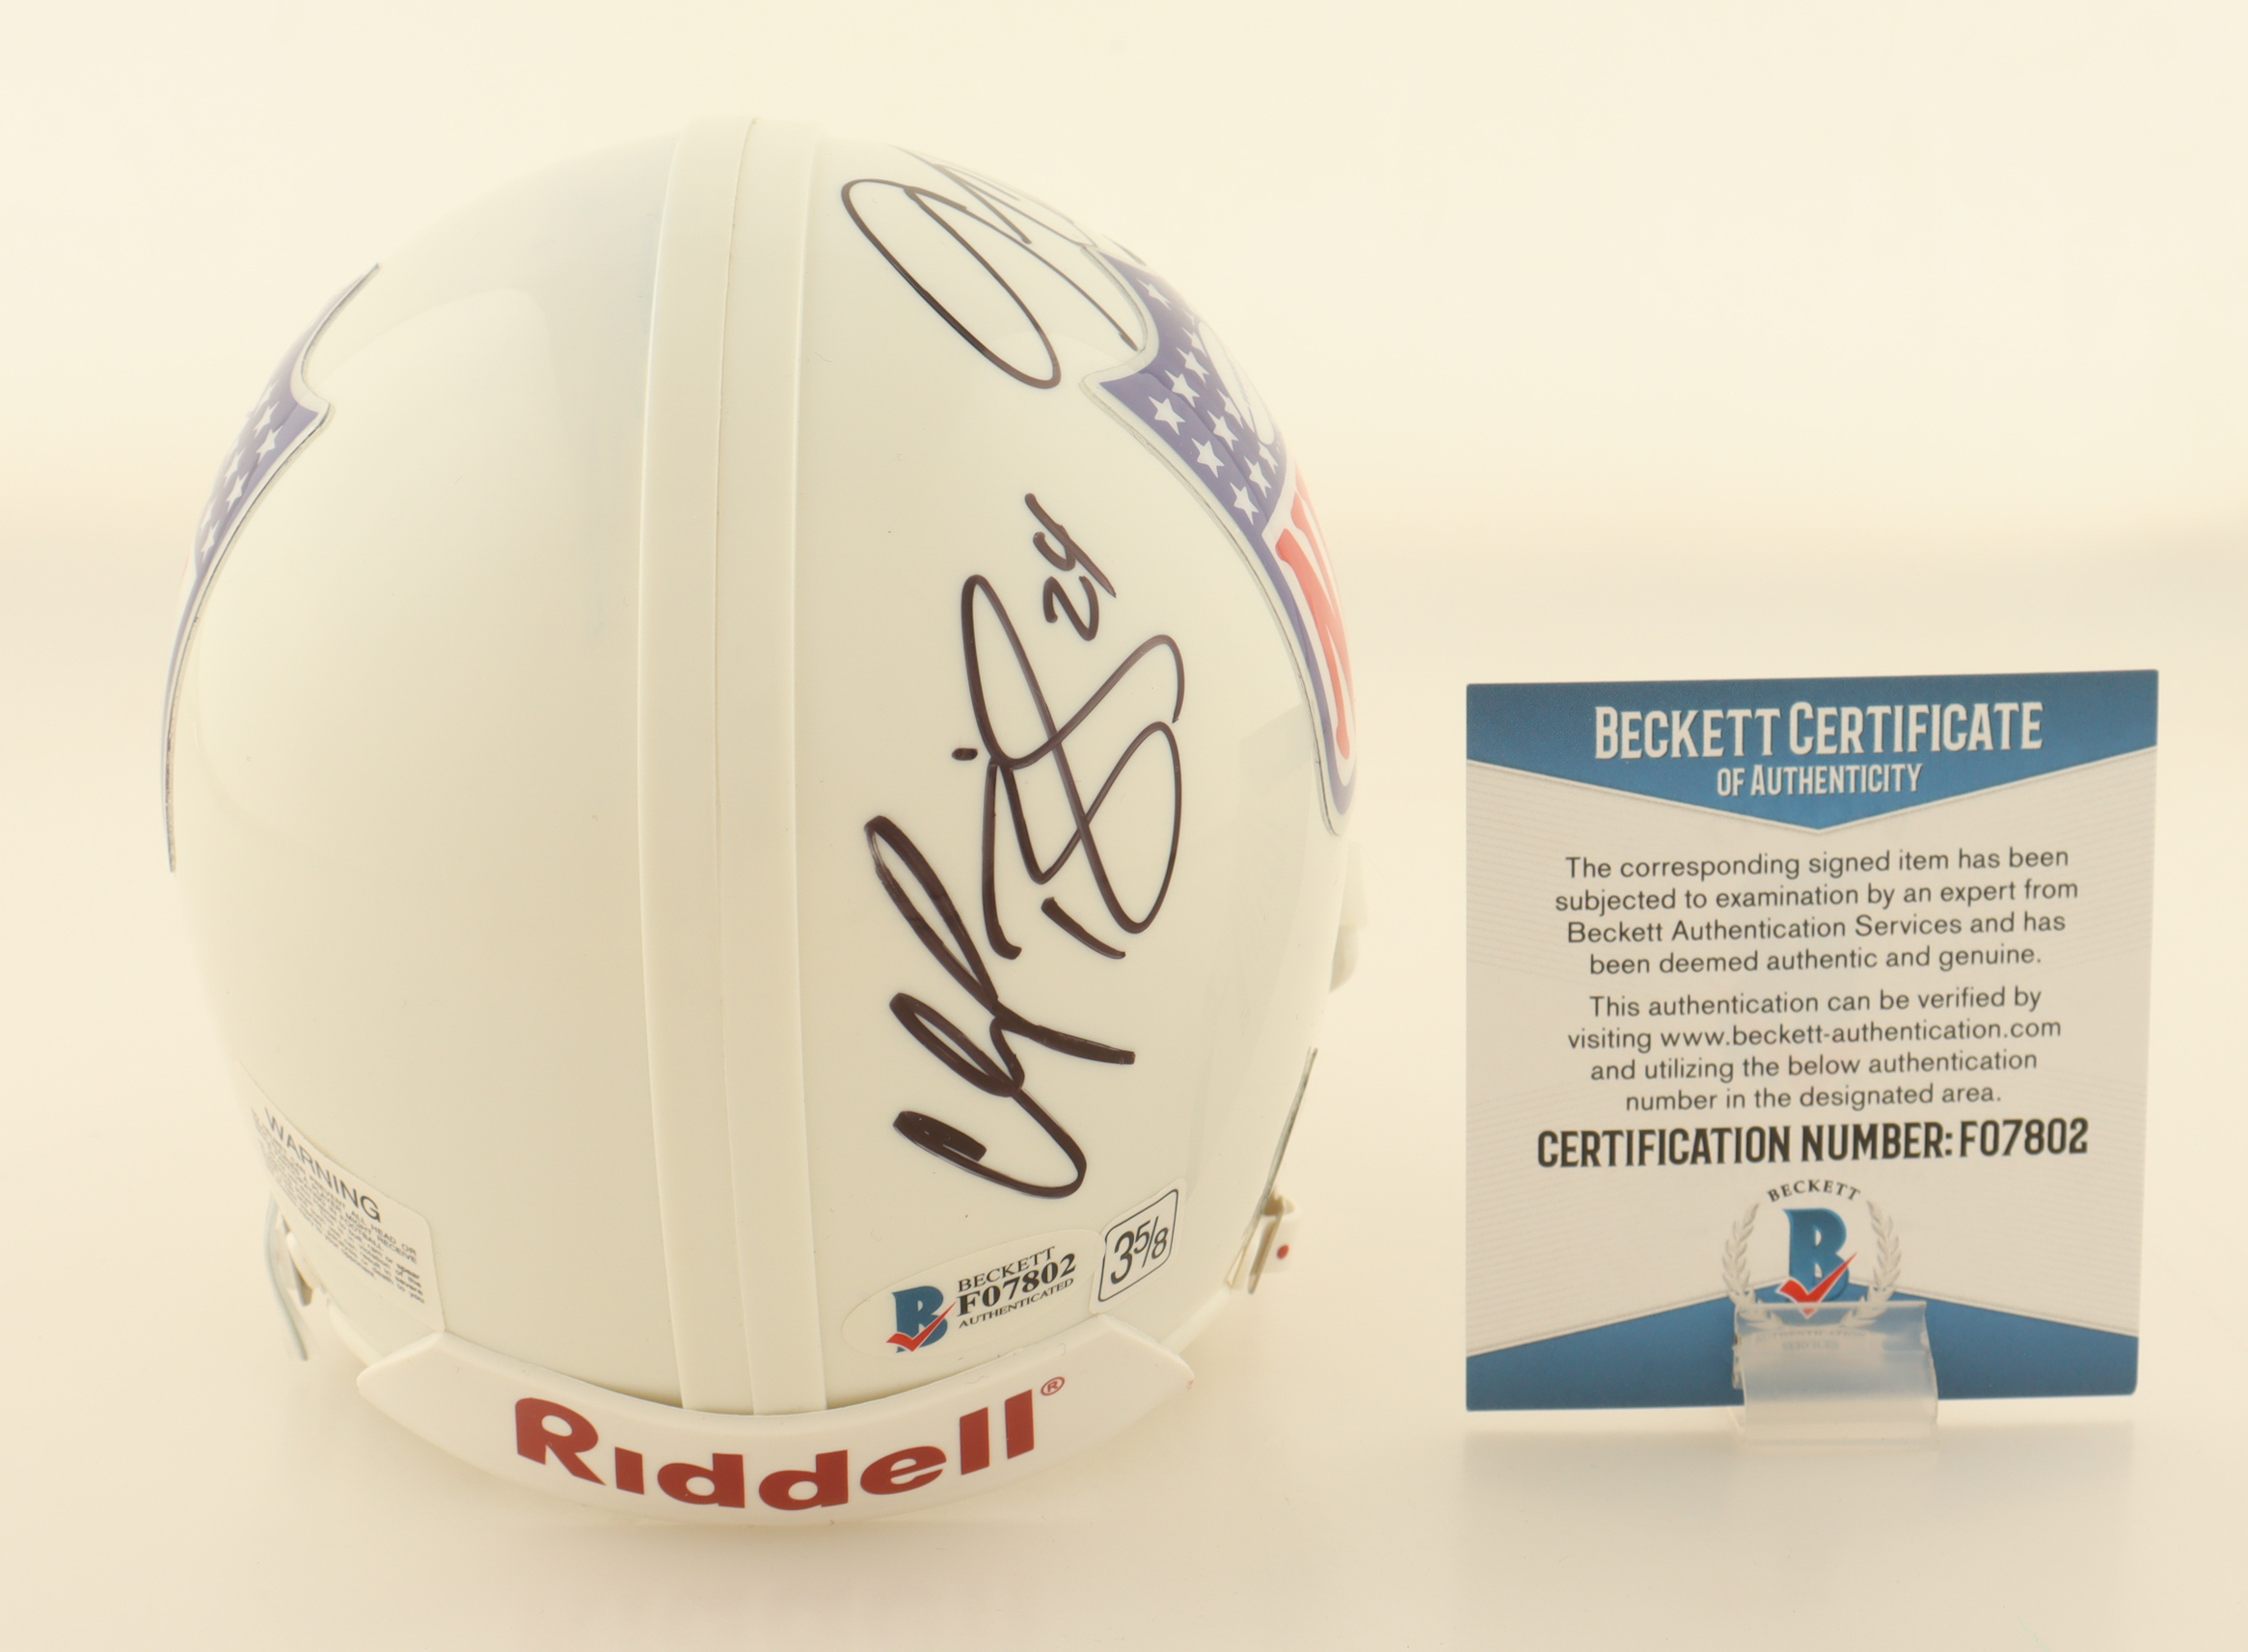 24
WARNING
BECKETT
F07802
AUTHENTICATED
3 5/8
Riddell®
BECKETT CERTIFICATE
OF AUTHENTICITY
The corresponding signed item has been
subjected to examination by an expert from
Beckett Authentication Services and has
been deemed authentic and genuine.
This authentication can be verified by
visiting www.beckett-authentication.com
and utilizing the below authentication
number in the designated area.
CERTIFICATION NUMBER: F07802
BECKETT
B